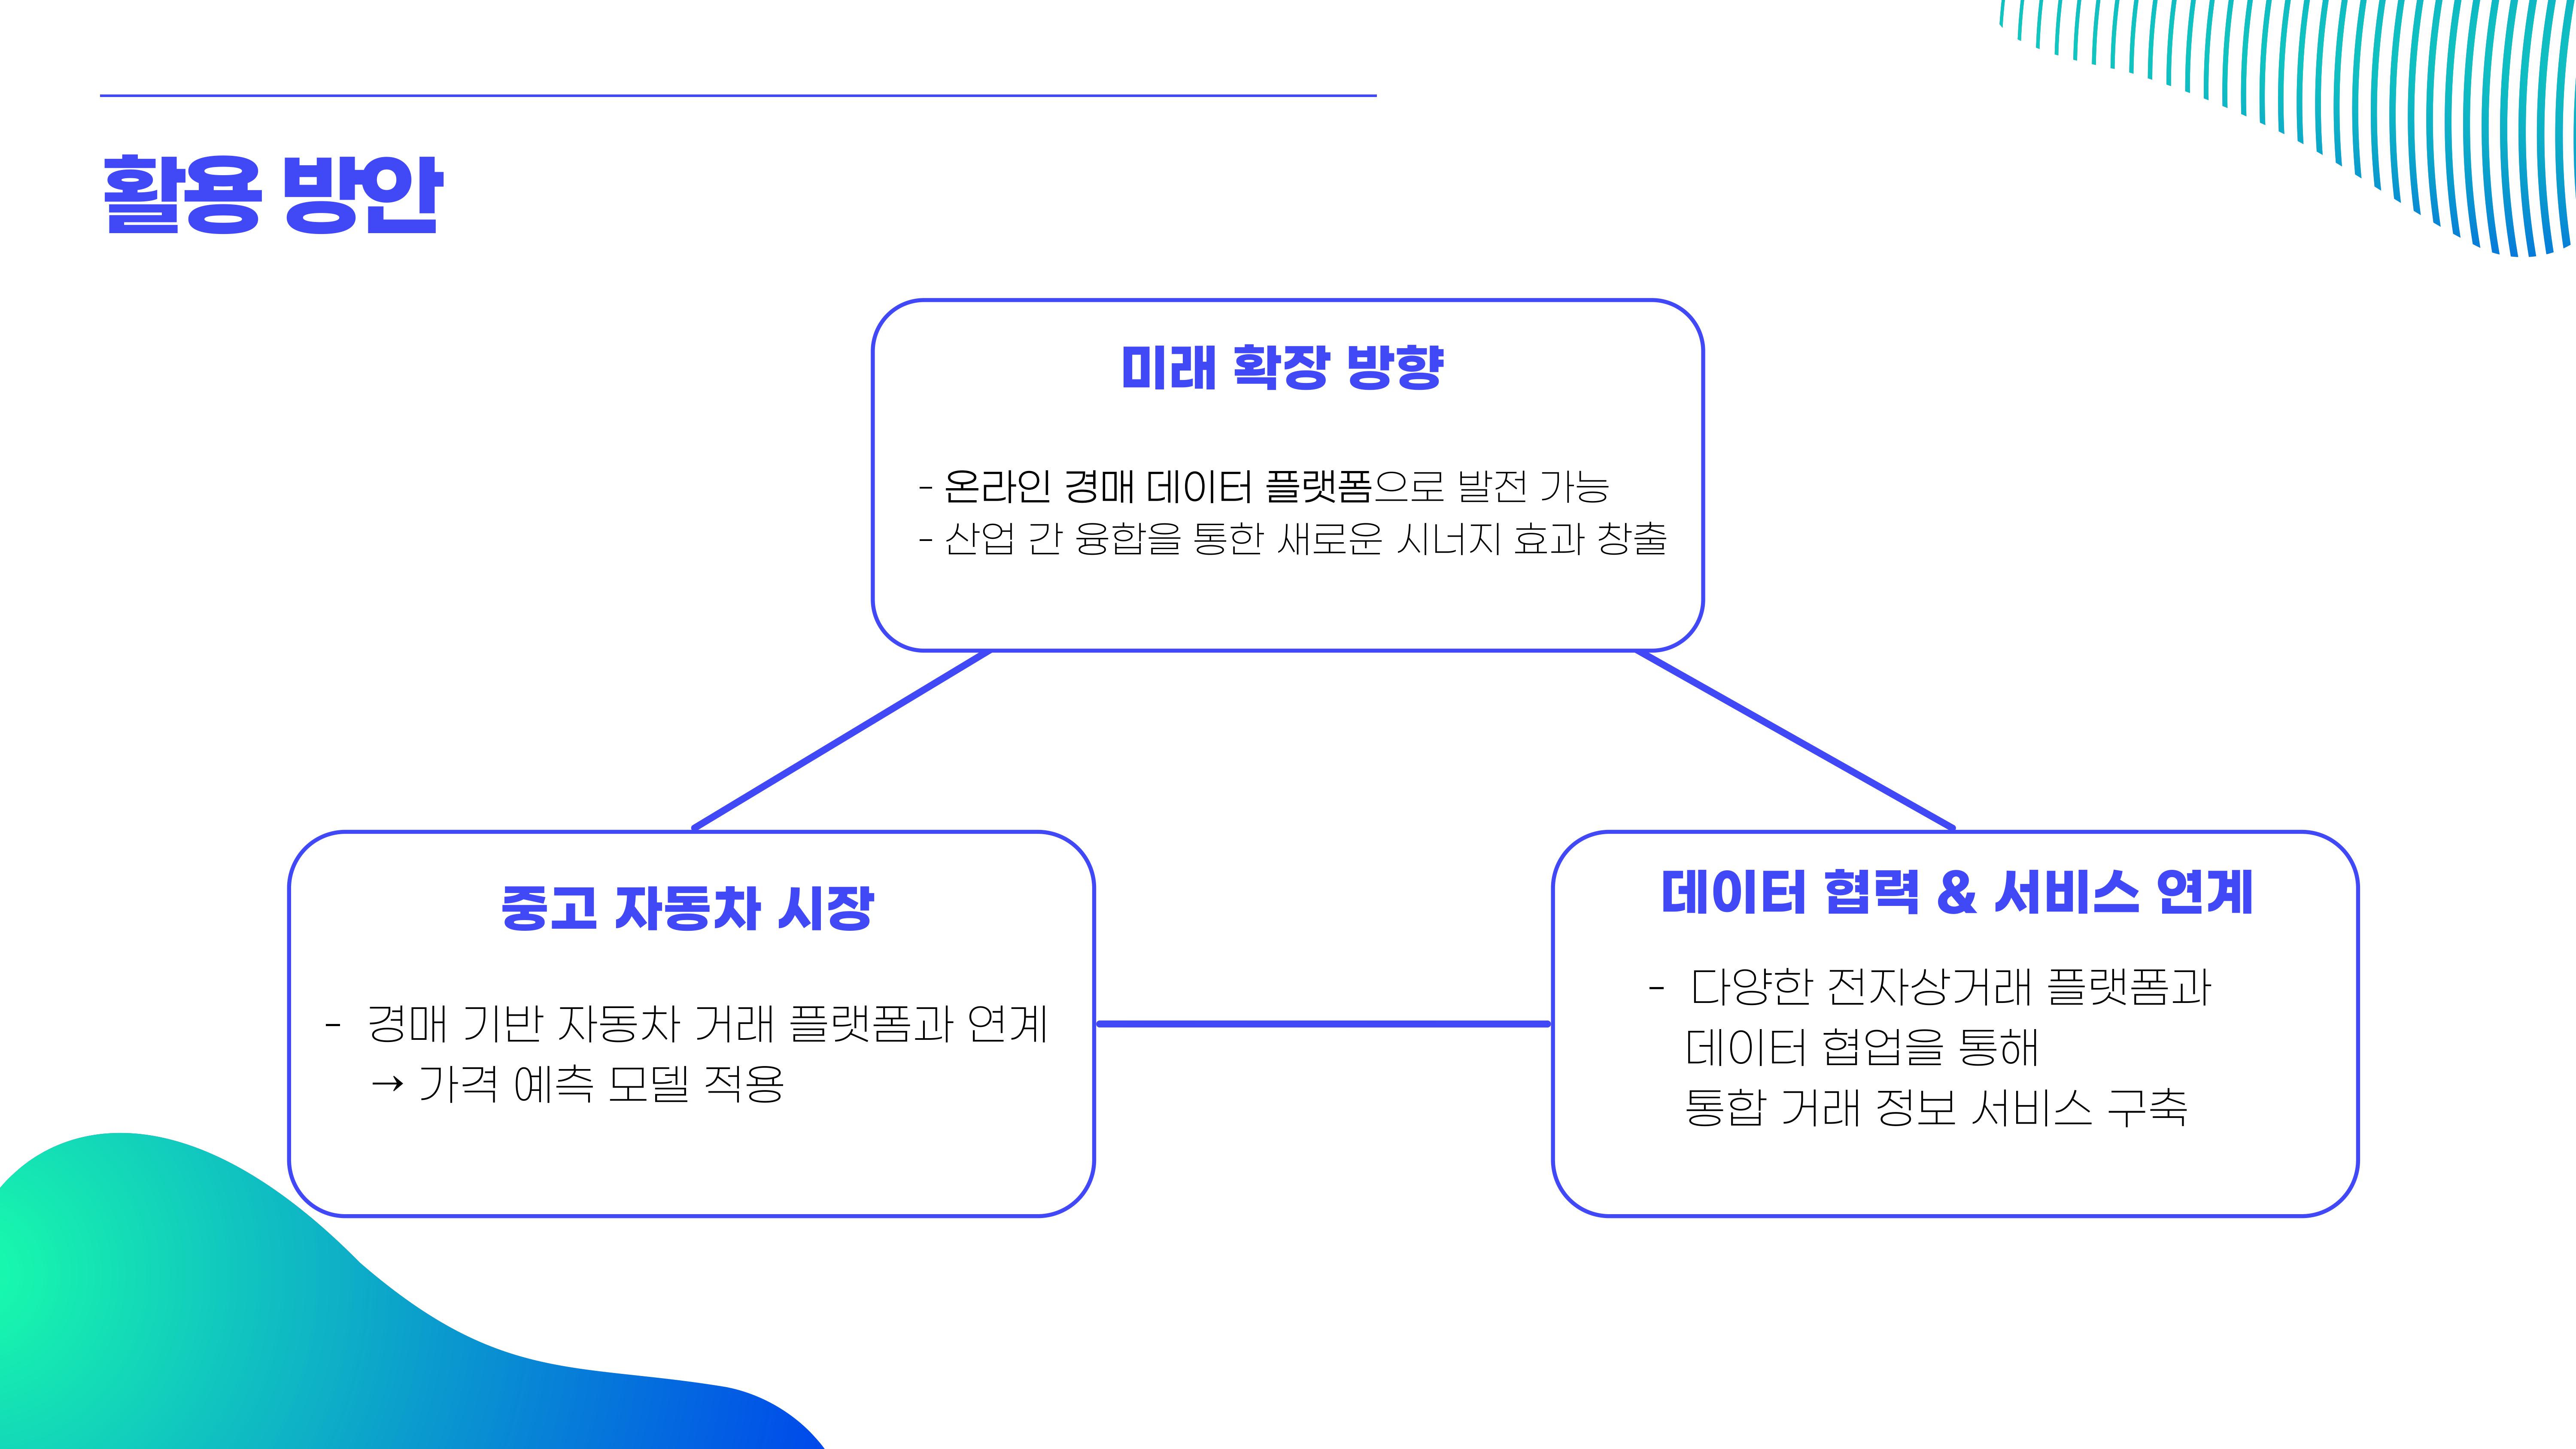 활용 방안
미래 확장 방향
- 온라인 경매 데이터 플랫폼으로 발전 가능
- 산업 간 융합을 통한 새로운 시너지 효과 창출
중고 자동차 시장
- 경매 기반 자동차 거래 플랫폼과 연계
→ 가격 예측 모델 적용
데이터 협력 & 서비스 연계
- 다양한 전자상거래 플랫폼과
데이터 협업을 통해
통합 거래 정보 서비스 구축